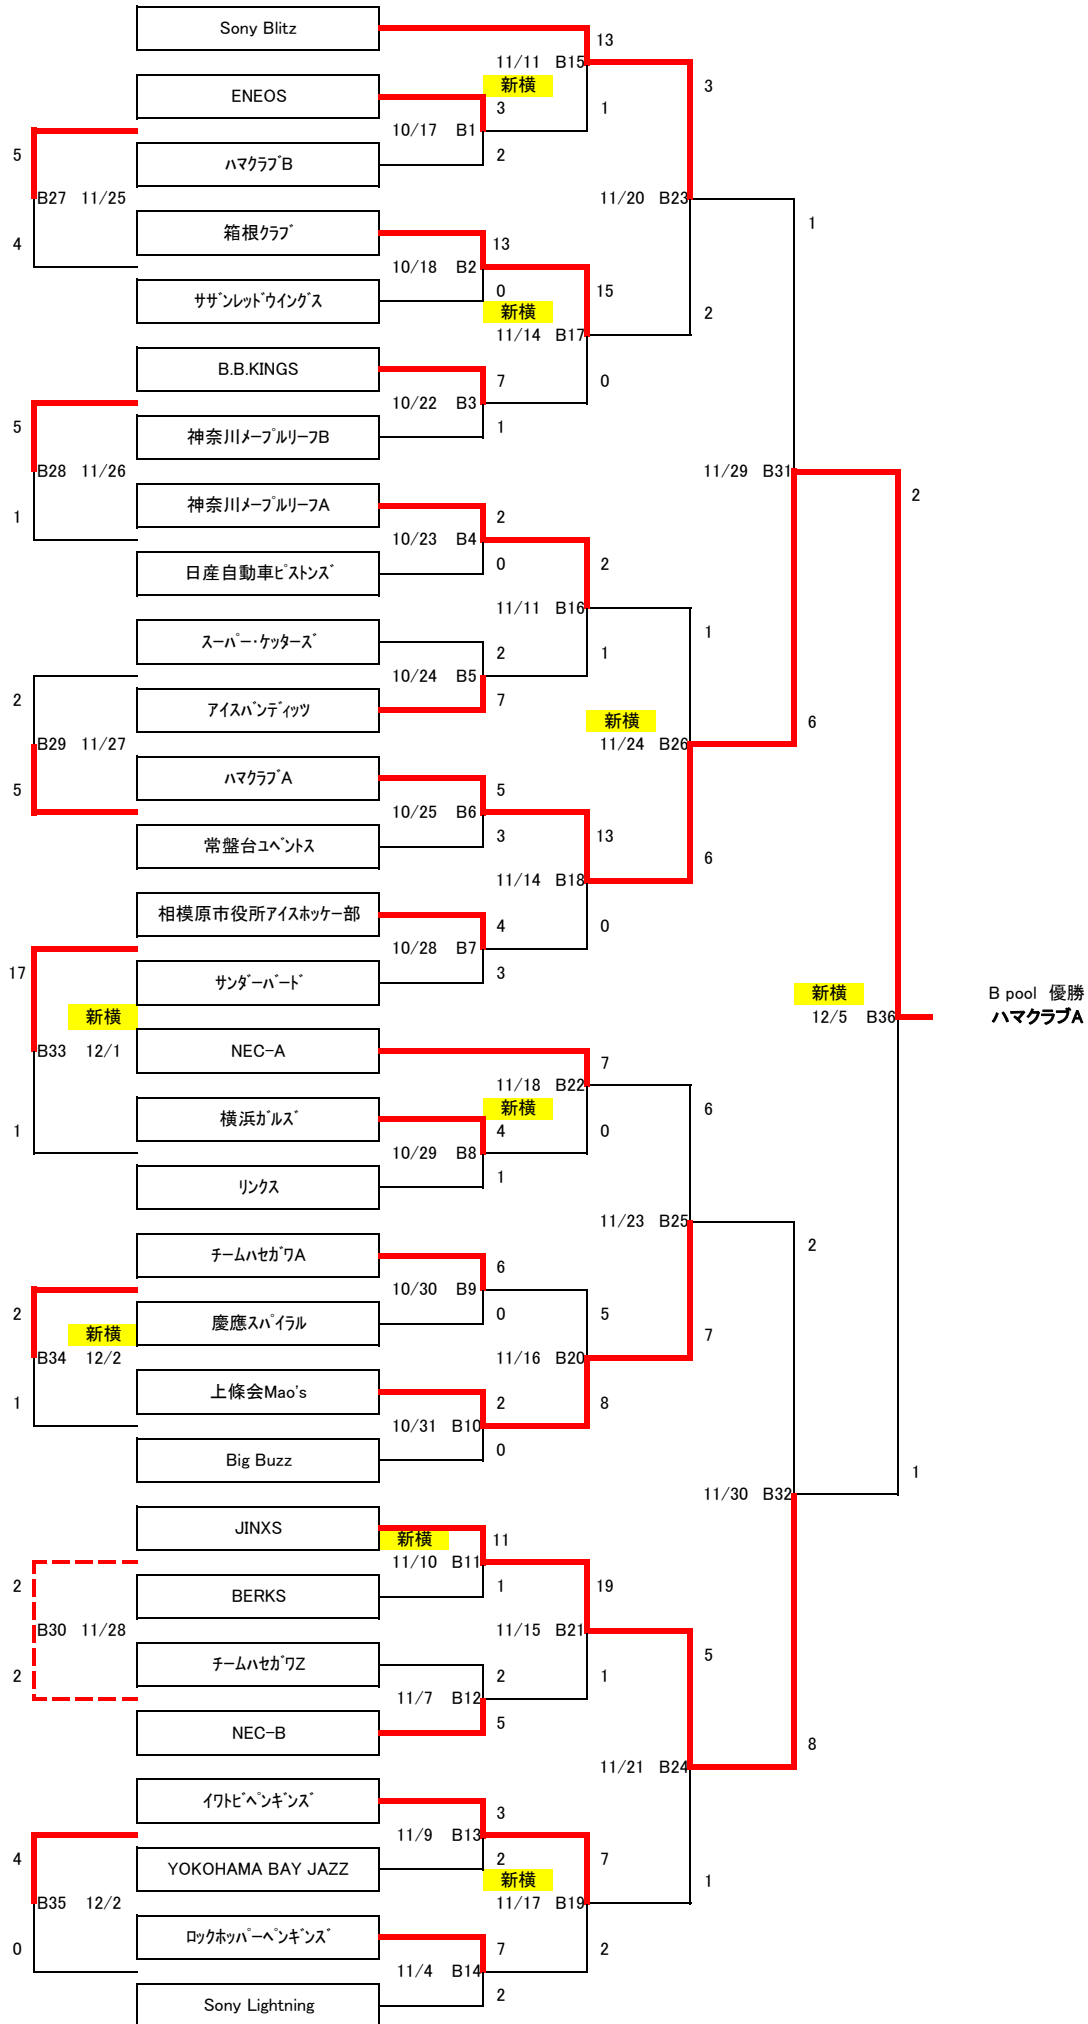 Sony Blitz
13
11/11 B15
新横
3
ENEOS
3
1
10/17 B1
5
2
ハマクラブB
B27 11/25
11/20 B23
1
箱根クラブ
4
13
10/18 B2
0
15
サザンレッドウイングス
新横
2
11/14 B17
B.B.KINGS
7
0
10/22 B3
5
1
神奈川メープルリーフB
B28 11/26
11/29 B31
2
神奈川メープルリーフA
1
2
10/23 B4
0
2
日産自動車ピストンズ
11/11 B16
1
スーパー・ケッターズ
2
1
10/24 B5
2
7
アイスバンディッツ
新横
6
B29 11/27
11/24 B26
ハマクラブA
5
5
10/25 B6
3
13
常盤台ユベントス
6
11/14 B18
相模原市役所アイスホッケー部
4
0
10/28 B7
17
3
サンダーバード
新横
B pool 優勝
新横
12/5 B36
ハマクラブA
B33 12/1
NEC-A
7
11/18 B22
新横
6
横浜ガルズ
1
4
0
10/29 B8
1
リンクス
11/23 B25
2
チームハセガワA
6
10/30 B9
2
0
5
慶應スパイラル
新横
7
B34 12/2
11/16 B20
上條会Mao's
1
2
8
10/31 B10
0
Big Buzz
1
11/30 B32
JINXS
新横
11
11/10 B11
2
1
19
BERKS
B30 11/28
11/15 B21
5
チームハセガワZ
2
2
1
11/7 B12
5
NEC-B
8
11/21 B24
イワトビペンギンズ
3
11/9 B13
4
2
7
YOKOHAMA BAY JAZZ
新横
1
B35 12/2
11/17 B19
ロックホッパーペンギンズ
0
7
2
11/4 B14
2
Sony Lightning